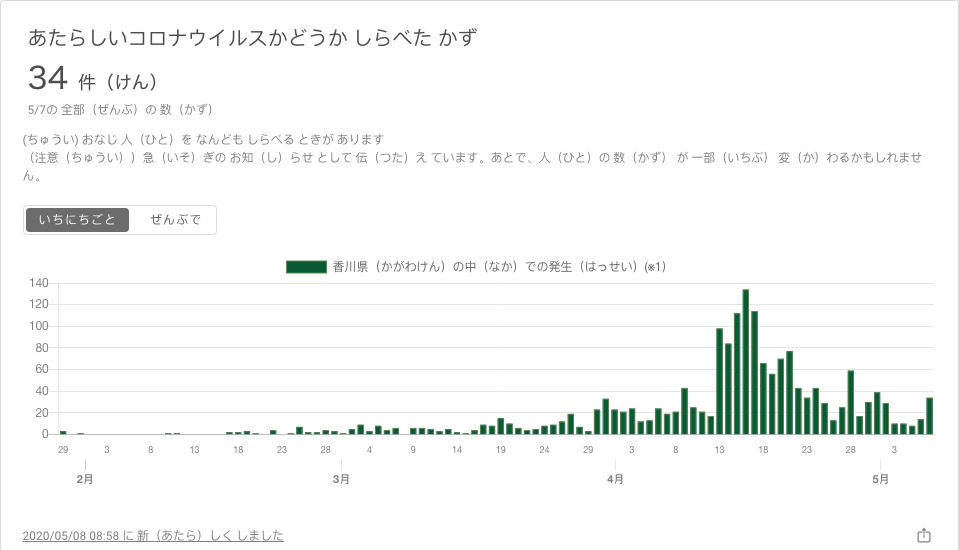 あたらしいコロナウイルスかどうか しらべた かず
34 件（けん）
5/7の 全部（ぜんぶ）の 数（かず）
(ちゅうい) おなじ 人（ひと）を なんども しらべる ときが あります
（注意（ちゅうい））急（いそ）ぎの お知（し）らせ として 伝（つた）え ています。あとで、人（ひと）の 数（かず） が 一部（いちぶ） 変（か）わるかもしれませ
ん。
いちにちごと ぜんぶで
香川県（かがわけん）の中（なか）での発生（はっせい）(※1)
140
120
100
80
60
40
20
0
29 3 8 13 18 23 28 4 9 14 19 24 29 3 8 13 18 23 28 3
2月 3月 4月 5月
2020/05/08 08:58 に 新（あたら）しく しました